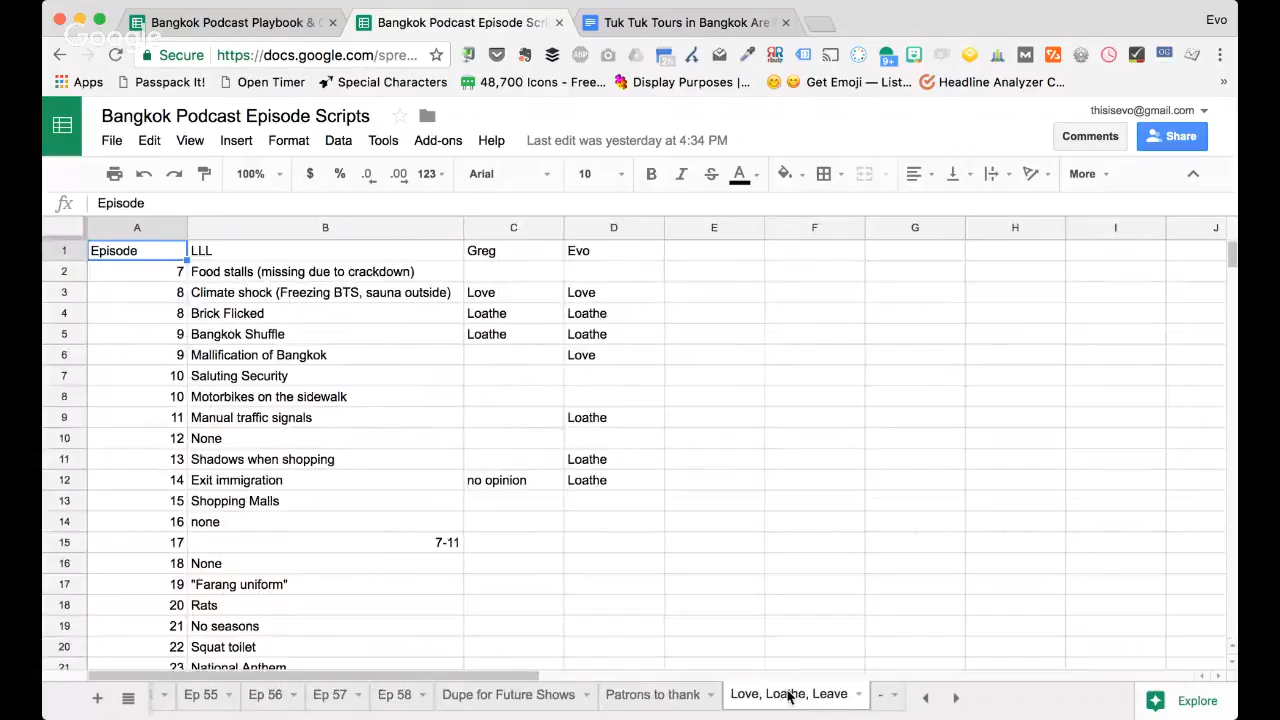 Bangkok Podcast Playbook &
Bangkok Podcast Episode Scri
Tuk Tuk Tours in Bangkok Are
Evo
Google
Secure
https://docs.google.com/spre...
2h
9+
Apps
Passpack It!
Open Timer
Special Characters
48,700 Icons - Free...
Display Purposes |...
Get Emoji — List...
Headline Analyzer C...
»
Bangkok Podcast Episode Scripts
thisisevo@gmail.com
File Edit View Insert Format Data Tools Add-ons Help
Last edit was yesterday at 4:34 PM
Comments
Share
100% $ % .0 .00 123 Arial 10 B I S A More
fx Episode
A B C D E F G H I J
1 Episode LLL Greg Evo
2 7 Food stalls (missing due to crackdown)
3 8 Climate shock (Freezing BTS, sauna outside) Love Love
4 8 Brick Flicked Loathe Loathe
5 9 Bangkok Shuffle Loathe Loathe
6 9 Mallification of Bangkok Love
7 10 Saluting Security
8 10 Motorbikes on the sidewalk
9 11 Manual traffic signals Loathe
10 12 None
11 13 Shadows when shopping Loathe
12 14 Exit immigration no opinion Loathe
13 15 Shopping Malls
14 16 none
15 17 7-11
16 18 None
17 19 "Farang uniform"
18 20 Rats
19 21 No seasons
20 22 Squat toilet
21 23 National Anthem
Ep 55 Ep 56 Ep 57 Ep 58 Dupe for Future Shows Patrons to thank Love, Loathe, Leave -
Explore